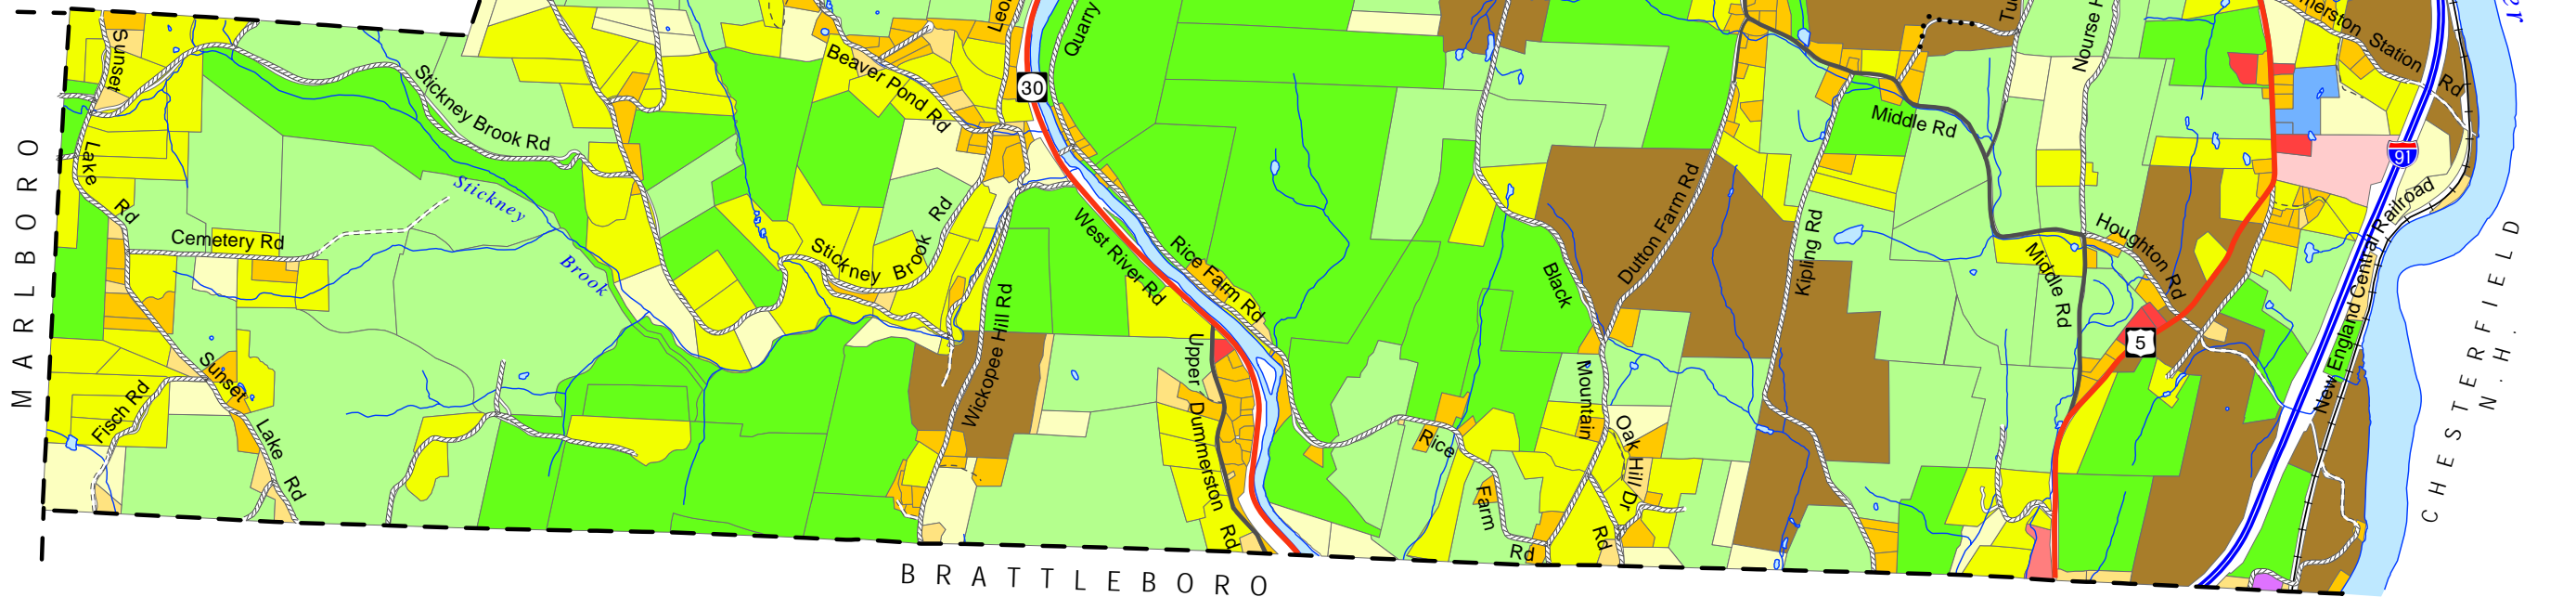 Sunset
Lake
Rd
Stickney Brook Rd
Stickney
Brook
Cemetery Rd
Beaver Pond Rd
Quarry
30
Stickney
Brook
Rd
West River Rd
Rice Farm Rd
Wickopee Hill Rd
Upper
Dummerston
Rd
Sunset
Lake
Rd
Fisch Rd
MARLBORO
BRATTLEBORO
Rice
Farm
Rd
Black
Mountain
Rd
Oak Hill Dr
Dutton Farm Rd
Kipling Rd
Middle Rd
Middle Rd
Houghton Rd
Station
Rd
91
5
New England Central Railroad
CHESTERFIELD
N.H.